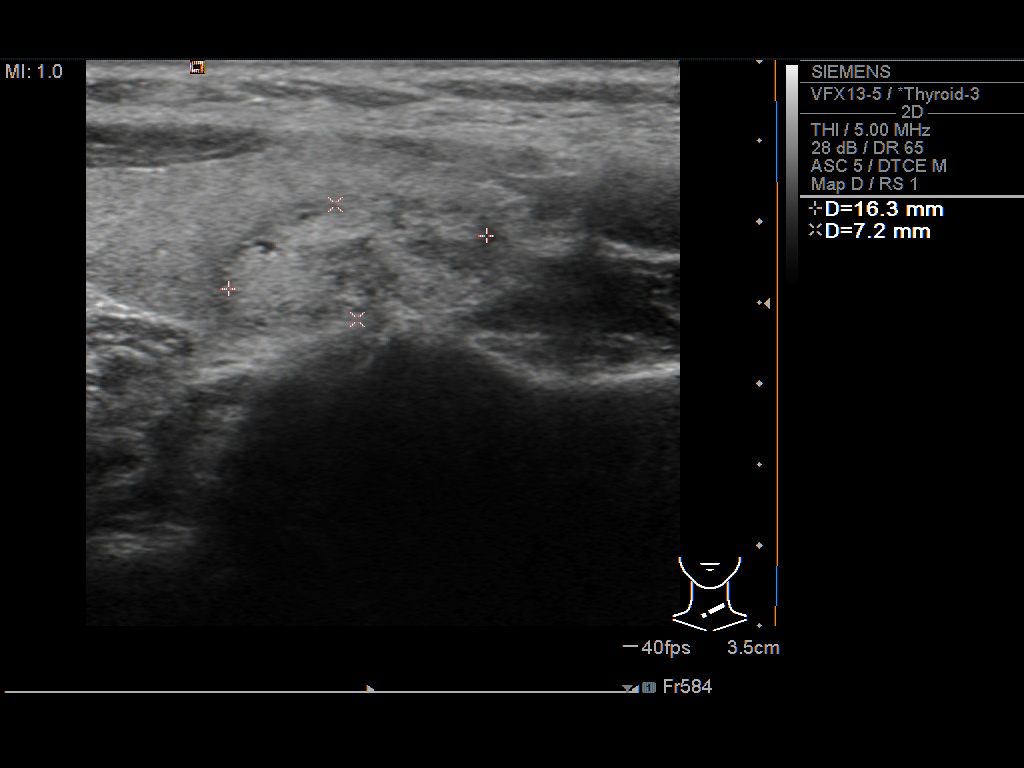 MI: 1.0
SIEMENS
VFX13-5 / *Thyroid-3
2D
THI / 5.00 MHz
28 dB / DR 65
ASC 5 / DTCE M
Map D / RS 1
D=16.3 mm
D=7.2 mm
40fps 3.5cm
Fr584